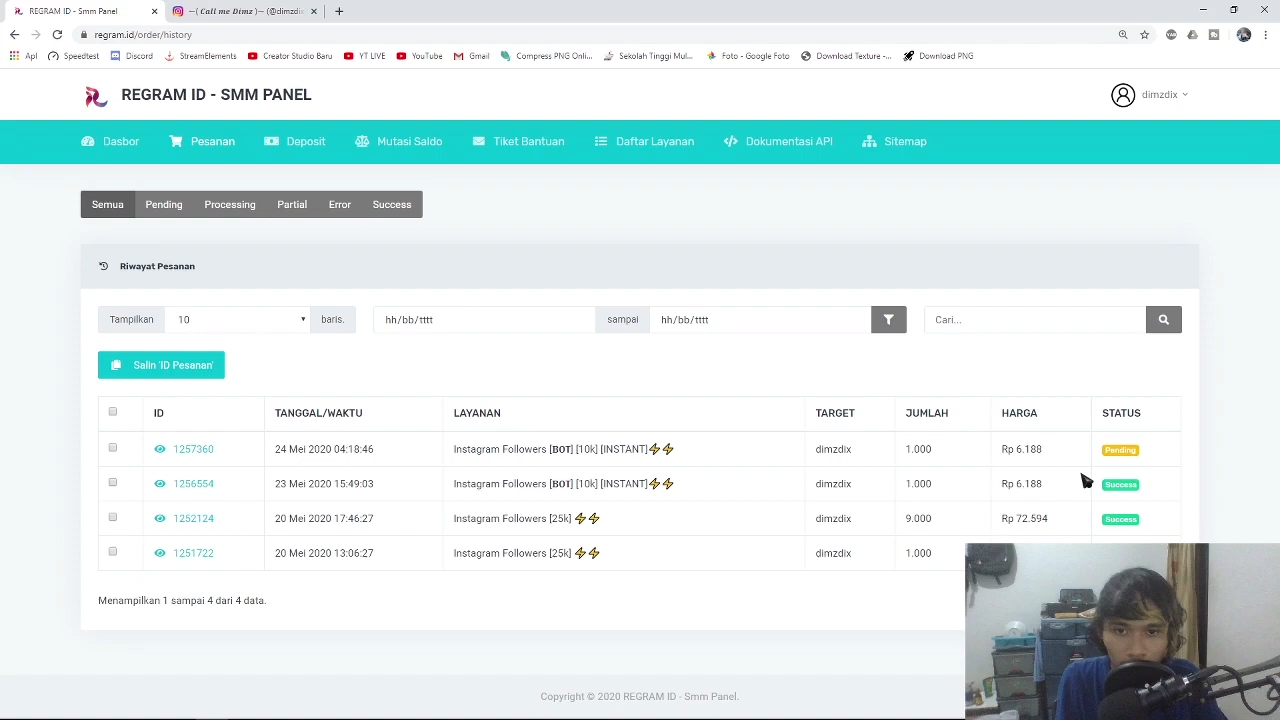 REGRAM ID - SMM Panel
~(𝓒𝓪𝓵𝓵 𝓶𝓮 𝓓𝓲𝓶𝔃 )~ (@dimzdix
regram.id/order/history
Apl
Speedtest
Discord
StreamElements
Creator Studio Baru
YT LIVE
YouTube
Gmail
Compress PNG Onli...
Sekolah Tinggi Mul...
Foto - Google Foto
Download Texture -...
Download PNG
REGRAM ID - SMM PANEL
dimzdix
Dasbor
Pesanan
Deposit
Mutasi Saldo
Tiket Bantuan
Daftar Layanan
Dokumentasi API
Sitemap
Semua
Pending
Processing
Partial
Error
Success
Riwayat Pesanan
Tampilkan 10 baris.
hh/bb/tttt sampai hh/bb/tttt
Cari...
Salin 'ID Pesanan'
ID TANGGAL/WAKTU LAYANAN TARGET JUMLAH HARGA STATUS
1257360 24 Mei 2020 04:18:46 Instagram Followers [𝐁𝐎𝐓] [10k] [INSTANT]⚡⚡ dimzdix 1.000 Rp 6.188 Pending
1256554 23 Mei 2020 15:49:03 Instagram Followers [𝐁𝐎𝐓] [10k] [INSTANT]⚡⚡ dimzdix 1.000 Rp 6.188 Success
1252124 20 Mei 2020 17:46:27 Instagram Followers [25k] ⚡⚡ dimzdix 9.000 Rp 72.594 Success
1251722 20 Mei 2020 13:06:27 Instagram Followers [25k] ⚡⚡ dimzdix 1.000
Menampilkan 1 sampai 4 dari 4 data.
Copyright © 2020 REGRAM ID - Smm Panel.